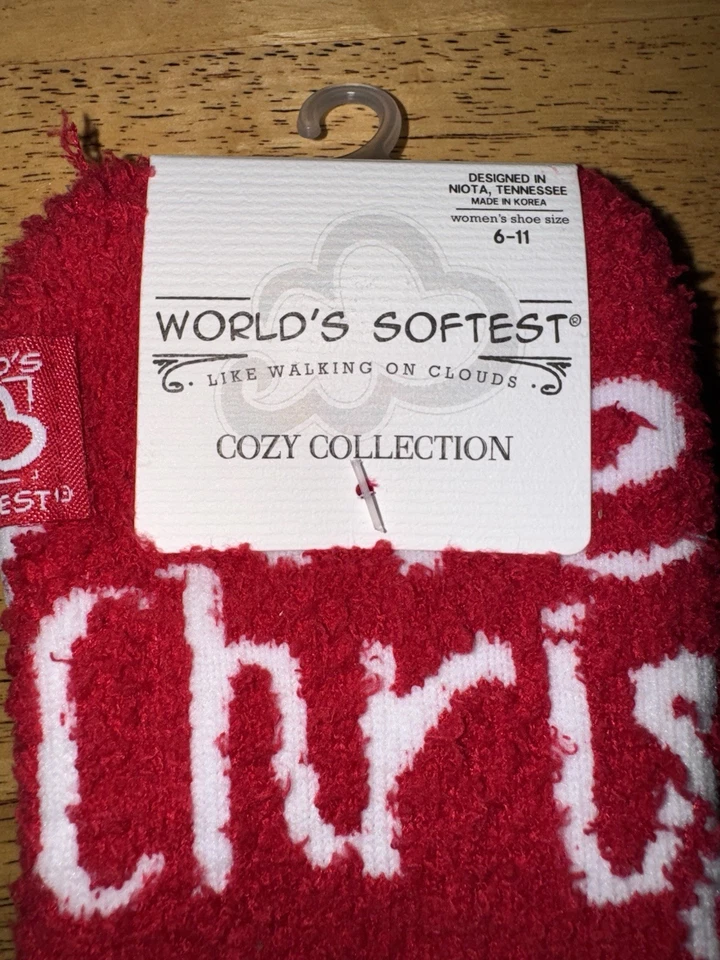 DESIGNED IN
NIOTA, TENNESSEE
MADE IN KOREA
women's shoe size
6-11
WORLD'S SOFTEST®
· LIKE WALKING ON CLOUDS ·
COZY COLLECTION
Chris